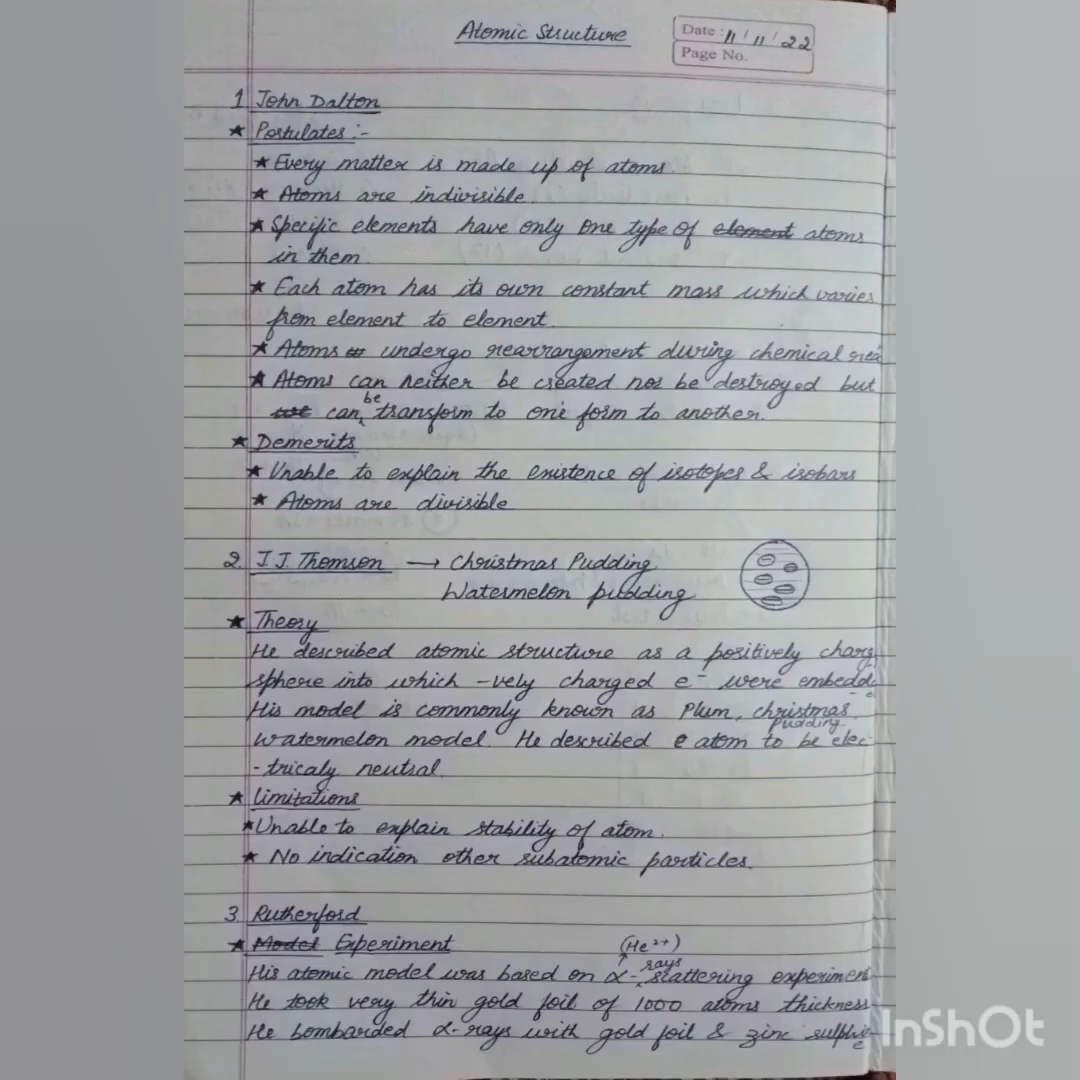 Atomic Structure
Date : 11/11/22
Page No.
1 John Dalton
★ Postulates :-
★ Every matter is made up of atoms.
★ Atoms are indivisible.
★ Specific elements have only one type of element atoms
in them.
★ Each atom has its own constant mass which varies
from element to element.
★ Atoms undergo rearrangement during chemical rea
★ Atoms can neither be created nor be destroyed but
can be transform to one form to another.
★ Demerits
★ Unable to explain the existence of isotopes & isobars
★ Atoms are divisible
2. J.J. Thomson → Christmas Pudding,
Watermelon pudding
★ Theory
He described atomic structure as a positively charg
sphere into which -vely charged e⁻ were embedde
His model is commonly known as Plum, christmas pudding,
watermelon model. He described e atom to be elec-
-tricaly neutral.
★ Limitations
★ Unable to explain stability of atom.
★ No indication other subatomic particles.
3. Rutherford
★ Model Experiment
(He²⁺)
His atomic model was based on α-rays scattering experiment
He took very thin gold foil of 1000 atoms thickness
He bombarded α-rays with gold foil & zinc sulphide
InShOt